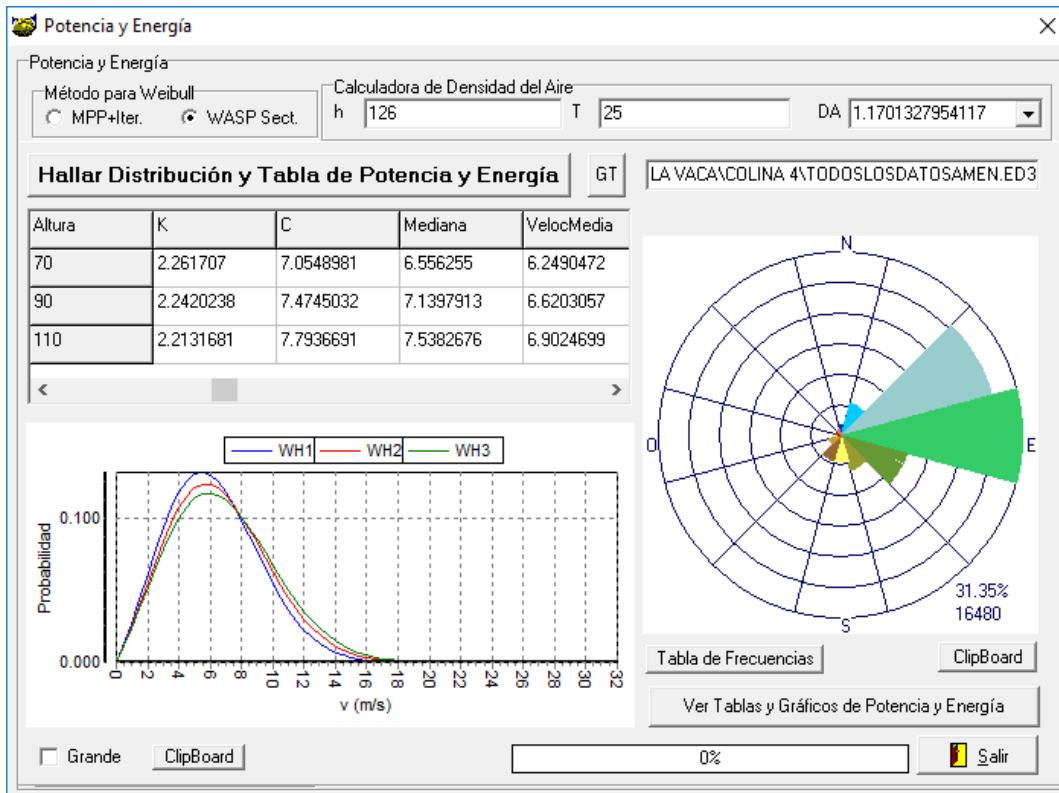 Potencia y Energía
Potencia y Energía
Método para Weibull
MPP+Iter. WASP Sect.
Calculadora de Densidad del Aire
h 126 T 25 DA 1.1701327954117
Hallar Distribución y Tabla de Potencia y Energía GT LA VACA\COLINA 4\TODOSLOSDATOSAMEN.ED3
Altura K C Mediana VelocMedia
70 2.261707 7.0548981 6.556255 6.2490472
90 2.2420238 7.4745032 7.1397913 6.6203057
110 2.2131681 7.7936691 7.5382676 6.9024699
N
O E
S
31.35%
16480
WH1 WH2 WH3
Probabilidad
0.100
0.000
0 2 4 6 8 10 12 14 16 18 20 22 24 26 28 30 32
v (m/s)
Tabla de Frecuencias ClipBoard
Ver Tablas y Gráficos de Potencia y Energía
Grande ClipBoard 0% Salir